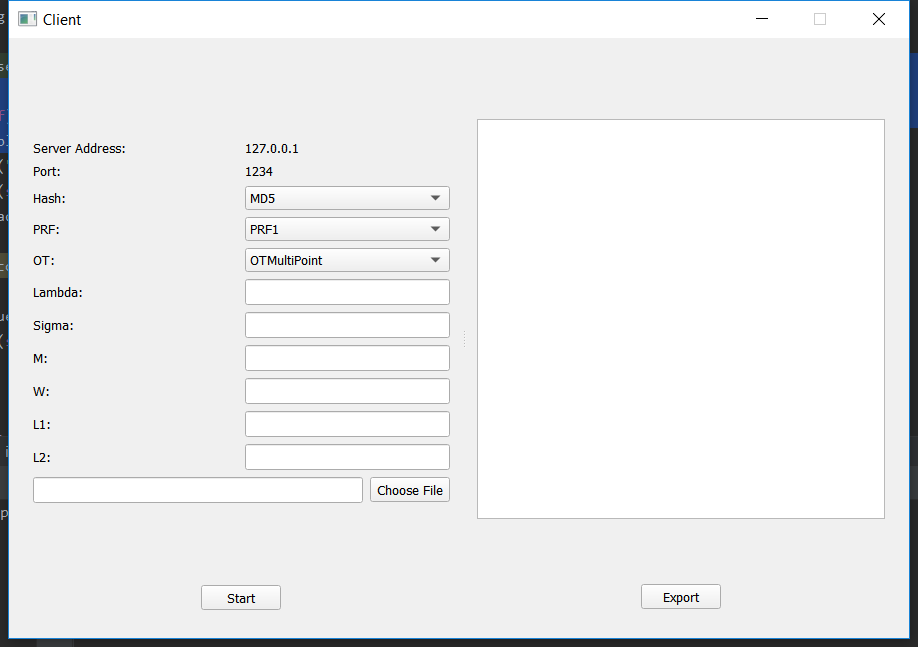 Client
Server Address: 127.0.0.1
Port: 1234
Hash: MD5
PRF: PRF1
OT: OTMultiPoint
Lambda:
Sigma:
M:
W:
L1:
L2:
Choose File
Start Export